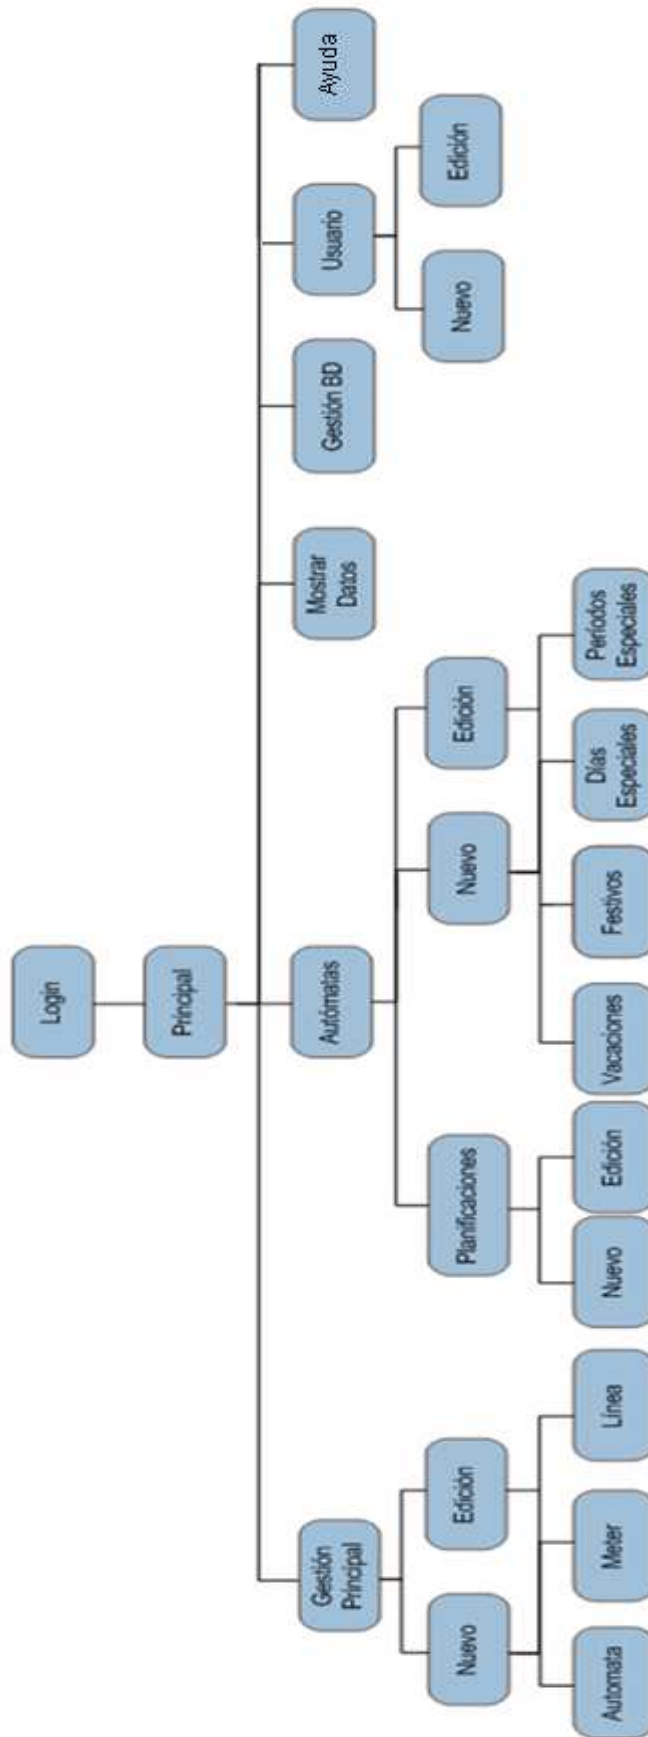 Login
Principal
Gestión
Principal
Autómatas
Mostrar
Datos
Gestión BD
Usuario
Ayuda
Nuevo
Edición
Planificaciones
Nuevo
Edición
Nuevo
Edición
Automata
Meter
Línea
Nuevo
Edición
Vacaciones
Festivos
Días
Especiales
Períodos
Especiales